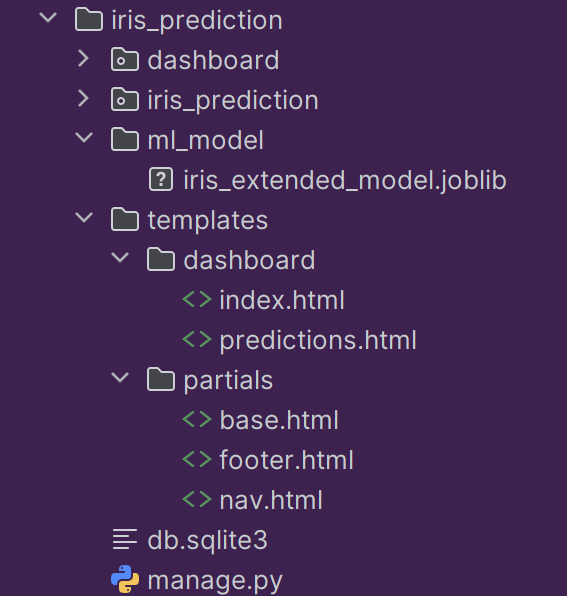 iris_prediction
dashboard
iris_prediction
ml_model
iris_extended_model.joblib
templates
dashboard
index.html
predictions.html
partials
base.html
footer.html
nav.html
db.sqlite3
manage.py